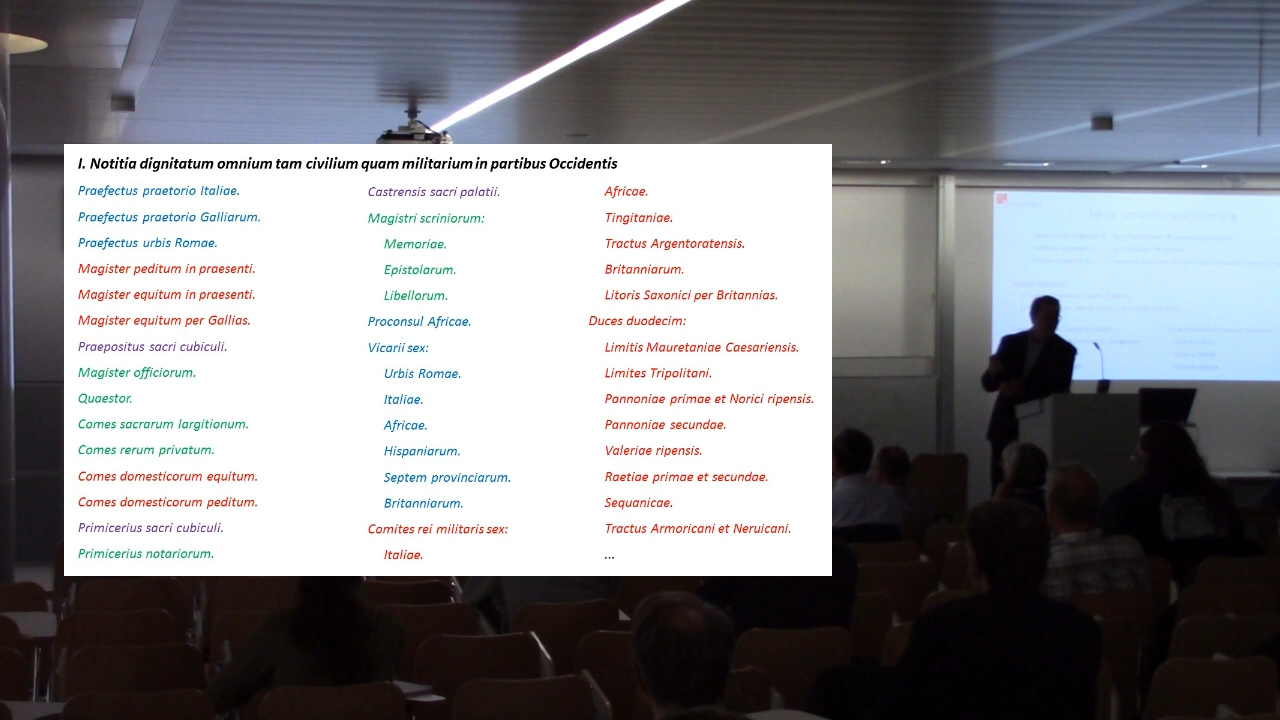 I. Notitia dignitatum omnium tam civilium quam militarium in partibus Occidentis
Praefectus praetorio Italiae.
Praefectus praetorio Galliarum.
Praefectus urbis Romae.
Magister peditum in praesenti.
Magister equitum in praesenti.
Magister equitum per Gallias.
Praepositus sacri cubiculi.
Magister officiorum.
Quaestor.
Comes sacrarum largitionum.
Comes rerum privatum.
Comes domesticorum equitum.
Comes domesticorum peditum.
Primicerius sacri cubiculi.
Primicerius notariorum.
Castrensis sacri palatii.
Magistri scriniorum:
Memoriae.
Epistolarum.
Libellorum.
Proconsul Africae.
Vicarii sex:
Urbis Romae.
Italiae.
Africae.
Hispaniarum.
Septem provinciarum.
Britanniarum.
Comites rei militaris sex:
Italiae.
Africae.
Tingitaniae.
Tractus Argentoratensis.
Britanniarum.
Litoris Saxonici per Britannias.
Duces duodecim:
Limitis Mauretaniae Caesariensis.
Limites Tripolitani.
Pannoniae primae et Norici ripensis.
Pannoniae secundae.
Valeriae ripensis.
Raetiae primae et secundae.
Sequanicae.
Tractus Armoricani et Neruicani.
...